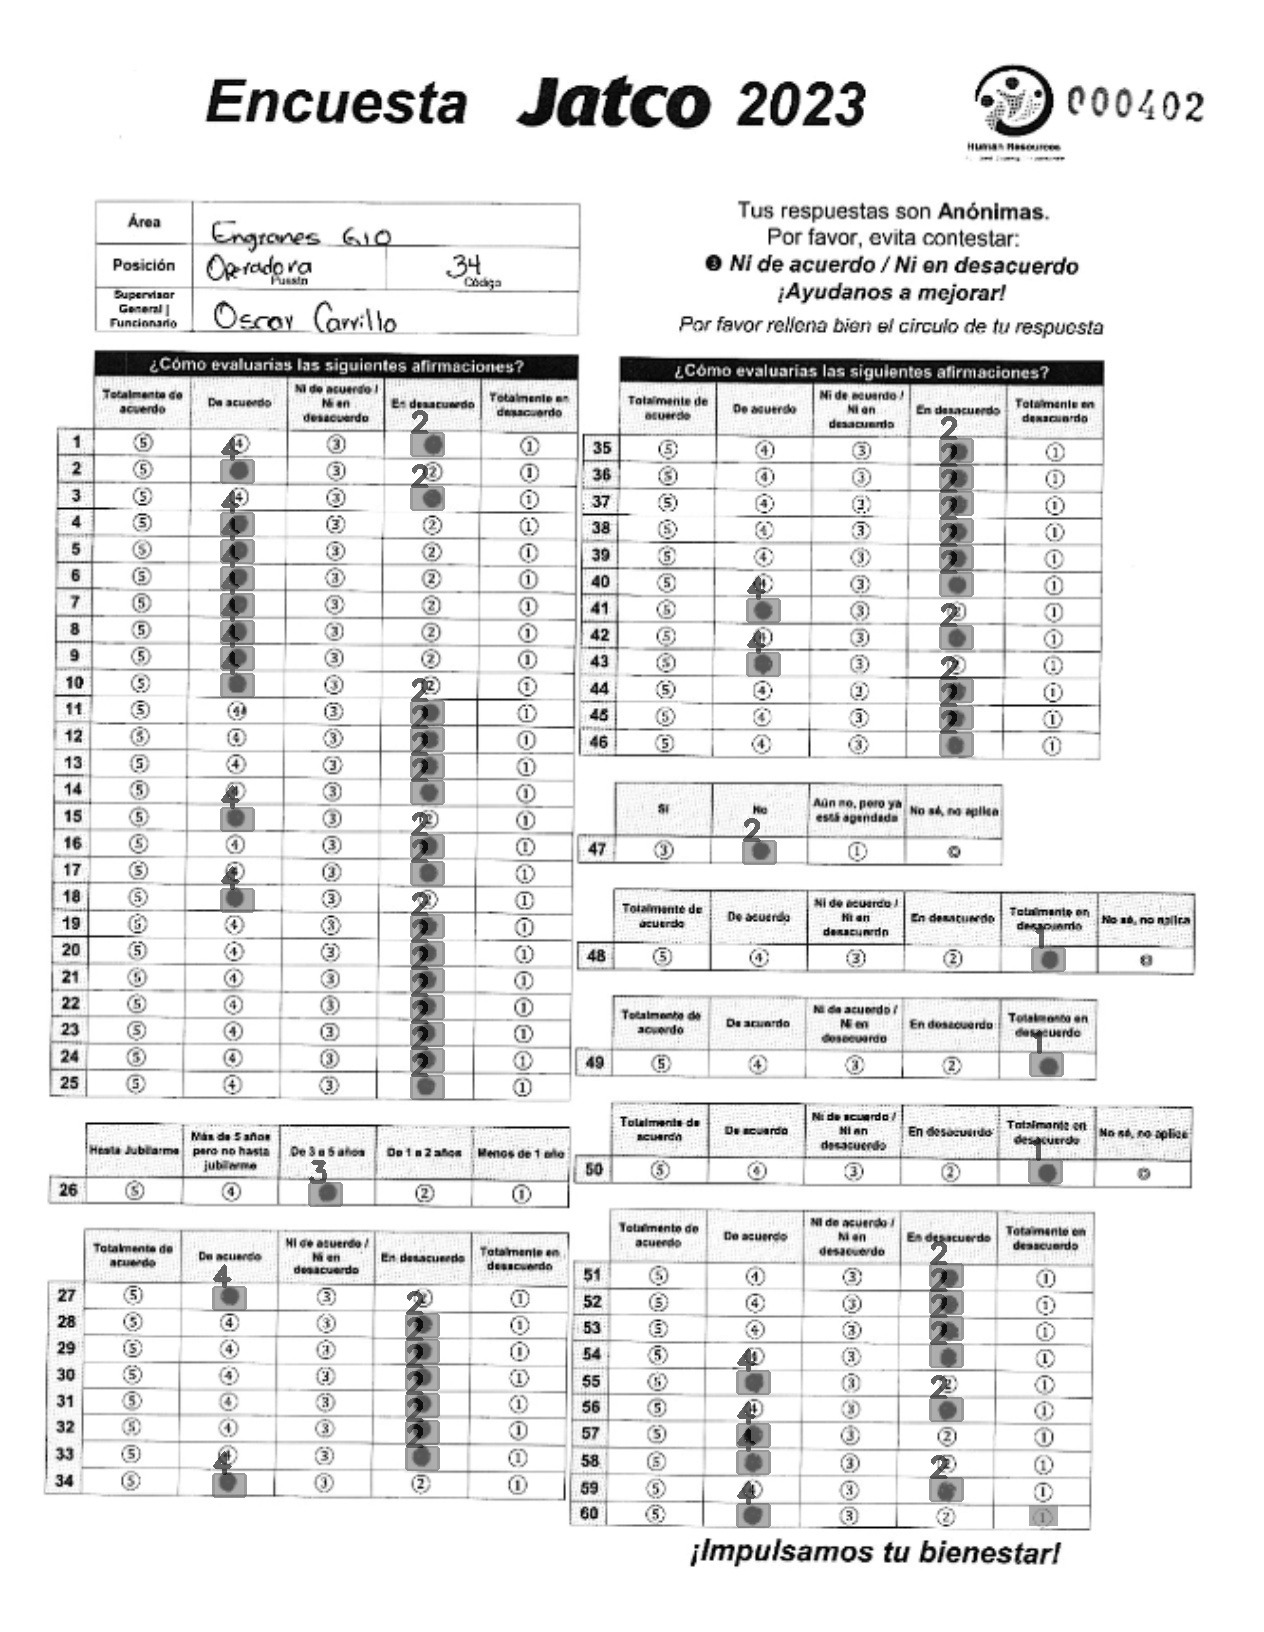 Encuesta Jatco 2023
000402
Human Resources
Área Engranes G10
Posición Operadora 34
Puesto Código
Supervisor General | Funcionario Oscar Carrillo
Tus respuestas son Anónimas.
Por favor, evita contestar:
❸ Ni de acuerdo / Ni en desacuerdo
¡Ayudanos a mejorar!
Por favor rellena bien el circulo de tu respuesta
¿Cómo evaluarías las siguientes afirmaciones?
Totalmente de acuerdo De acuerdo Ni de acuerdo / Ni en desacuerdo En desacuerdo Totalmente en desacuerdo
1 ⑤ ④ ③ 2 ①
2 ⑤ 4 ③ ② ①
3 ⑤ ④ ③ 2 ①
4 ⑤ 4 ③ ② ①
5 ⑤ 4 ③ ② ①
6 ⑤ 4 ③ ② ①
7 ⑤ 4 ③ ② ①
8 ⑤ 4 ③ ② ①
9 ⑤ 4 ③ ② ①
10 ⑤ 4 ③ ② ①
11 ⑤ ④ ③ 2 ①
12 ⑤ ④ ③ 2 ①
13 ⑤ ④ ③ 2 ①
14 ⑤ ④ ③ 2 ①
15 ⑤ 4 ③ ② ①
16 ⑤ ④ ③ 2 ①
17 ⑤ ④ ③ 2 ①
18 ⑤ 4 ③ ② ①
19 ⑤ ④ ③ 2 ①
20 ⑤ ④ ③ 2 ①
21 ⑤ ④ ③ 2 ①
22 ⑤ ④ ③ 2 ①
23 ⑤ ④ ③ 2 ①
24 ⑤ ④ ③ 2 ①
25 ⑤ ④ ③ 2 ①
Hasta Jubilarme Más de 5 años pero no hasta jubilarme De 3 a 5 años De 1 a 2 años Menos de 1 año
26 ⑤ ④ 3 ② ①
Totalmente de acuerdo De acuerdo Ni de acuerdo / Ni en desacuerdo En desacuerdo Totalmente en desacuerdo
27 ⑤ 4 ③ ② ①
28 ⑤ ④ ③ 2 ①
29 ⑤ ④ ③ 2 ①
30 ⑤ ④ ③ 2 ①
31 ⑤ ④ ③ 2 ①
32 ⑤ ④ ③ 2 ①
33 ⑤ ④ ③ 2 ①
34 ⑤ 4 ③ ② ①
¿Cómo evaluarías las siguientes afirmaciones?
Totalmente de acuerdo De acuerdo Ni de acuerdo / Ni en desacuerdo En desacuerdo Totalmente en desacuerdo
35 ⑤ ④ ③ 2 ①
36 ⑤ ④ ③ 2 ①
37 ⑤ ④ ③ 2 ①
38 ⑤ ④ ③ 2 ①
39 ⑤ ④ ③ 2 ①
40 ⑤ ④ ③ 2 ①
41 ⑤ 4 ③ ② ①
42 ⑤ ④ ③ 2 ①
43 ⑤ 4 ③ ② ①
44 ⑤ ④ ③ 2 ①
45 ⑤ ④ ③ 2 ①
46 ⑤ ④ ③ 2 ①
Si No Aún no, pero ya está agendada No sé, no aplica
47 ③ 2 ① ⓪
Totalmente de acuerdo De acuerdo Ni de acuerdo / Ni en desacuerdo En desacuerdo Totalmente en desacuerdo No sé, no aplica
48 ⑤ ④ ③ ② 1 ⓪
Totalmente de acuerdo De acuerdo Ni de acuerdo / Ni en desacuerdo En desacuerdo Totalmente en desacuerdo
49 ⑤ ④ ③ ② 1
Totalmente de acuerdo De acuerdo Ni de acuerdo / Ni en desacuerdo En desacuerdo Totalmente en desacuerdo No sé, no aplica
50 ⑤ ④ ③ ② 1 ⓪
Totalmente de acuerdo De acuerdo Ni de acuerdo / Ni en desacuerdo En desacuerdo Totalmente en desacuerdo
51 ⑤ ④ ③ 2 ①
52 ⑤ ④ ③ 2 ①
53 ⑤ ④ ③ 2 ①
54 ⑤ ④ ③ 2 ①
55 ⑤ 4 ③ ② ①
56 ⑤ ④ ③ 2 ①
57 ⑤ 4 ③ ② ①
58 ⑤ 4 ③ ② ①
59 ⑤ ④ ③ 2 ①
60 ⑤ 4 ③ ② ①
¡Impulsamos tu bienestar!